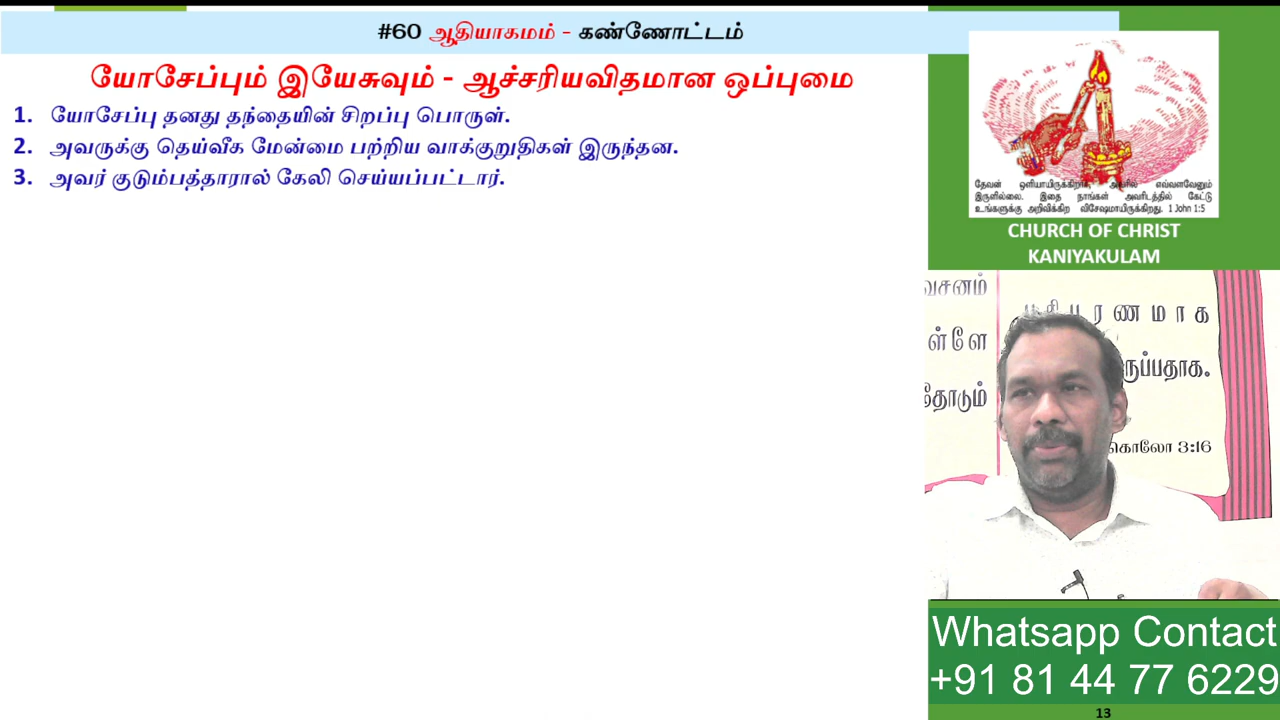 #60 ஆதியாகமம் - கண்ணோட்டம்
யோசேப்பும் இயேசுவும் - ஆச்சரியவிதமான ஒப்புமை
1. யோசேப்பு தனது தந்தையின் சிறப்பு பொருள்.
2. அவருக்கு தெய்வீக மேன்மை பற்றிய வாக்குறுதிகள் இருந்தன.
3. அவர் குடும்பத்தாரால் கேலி செய்யப்பட்டார்.
தேவன் ஒளியாயிருக்கிறார், அவரில் எவ்வளவேனும்
இருளில்லை. இதை நாங்கள் அவரிடத்தில் கேட்டு
உங்களுக்கு அறிவிக்கிற விசேஷமாயிருக்கிறது. 1 John 1:5
CHURCH OF CHRIST
KANIYAKULAM
வசனம்
ள்ளே
தோடும்
ரணமாக
ருப்பதாக.
கொலோ 3:16
Whatsapp Contact
+91 81 44 77 6229
13